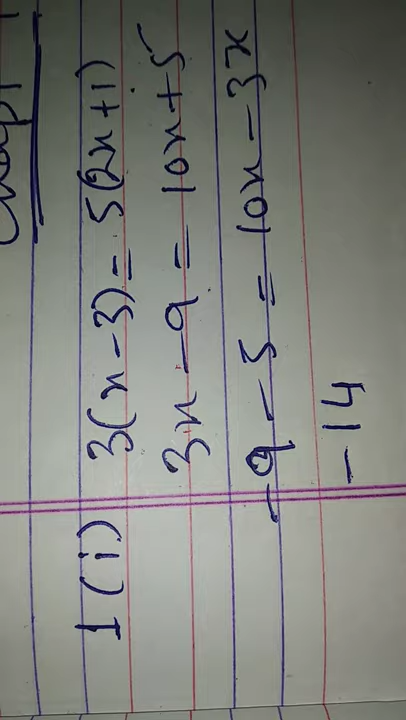 1 (i) 3(x-3) = 5(2x+1)
3x - 9 = 10x + 5
-9 - 5 = 10x - 3x
-14